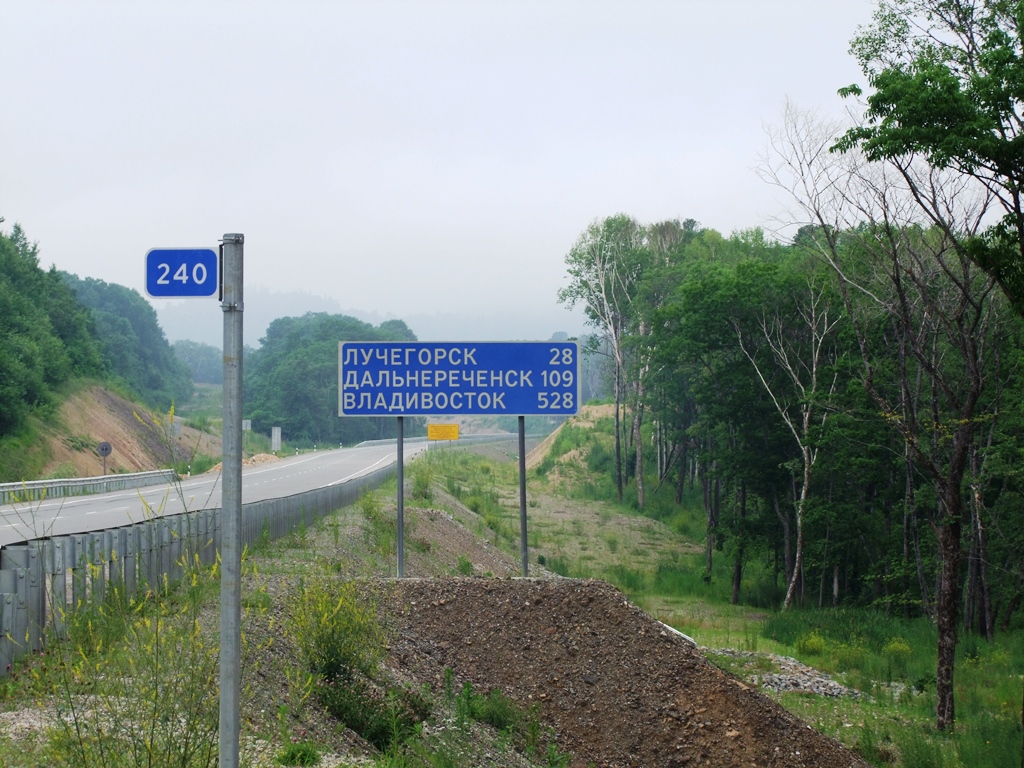 240
ЛУЧЕГОРСК 28
ДАЛЬНЕРЕЧЕНСК 109
ВЛАДИВОСТОК 528